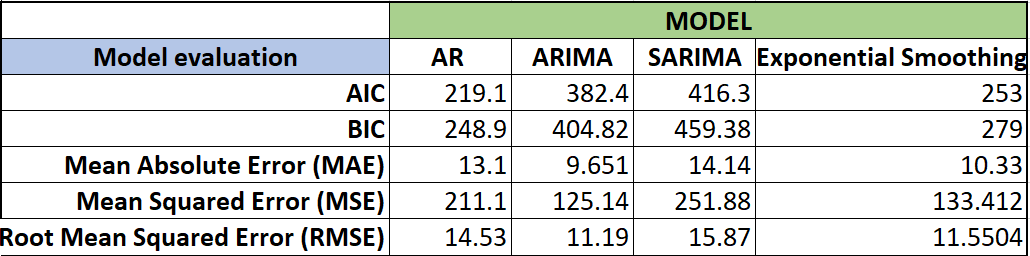 MODEL
Model evaluation AR ARIMA SARIMA Exponential Smoothing
AIC 219.1 382.4 416.3 253
BIC 248.9 404.82 459.38 279
Mean Absolute Error (MAE) 13.1 9.651 14.14 10.33
Mean Squared Error (MSE) 211.1 125.14 251.88 133.412
Root Mean Squared Error (RMSE) 14.53 11.19 15.87 11.5504